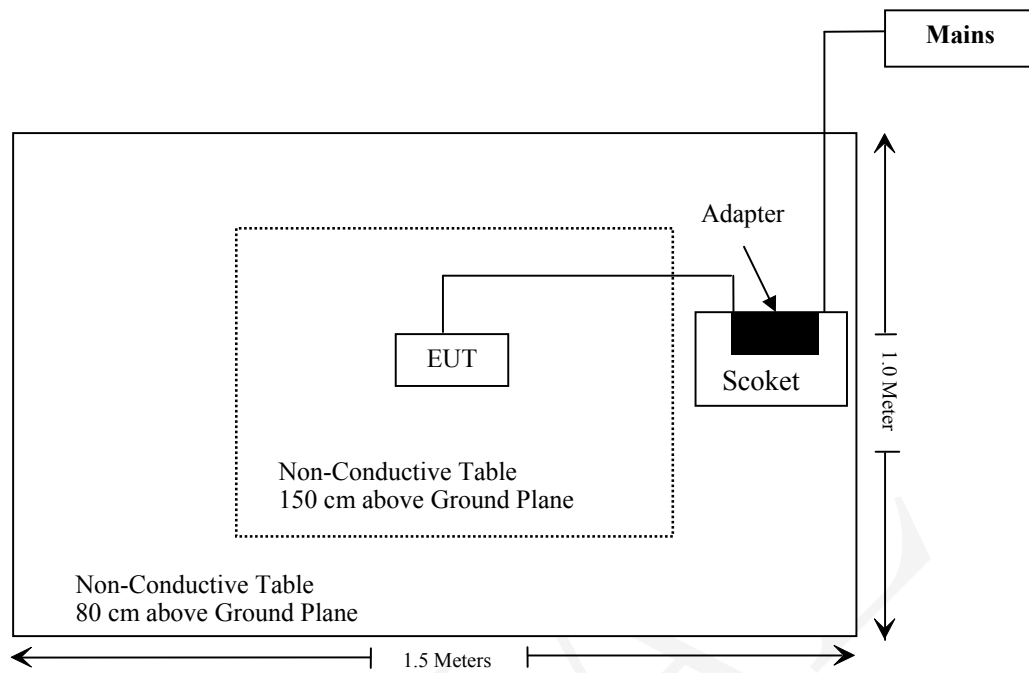 Mains
Adapter
EUT
Scoket
1.0 Meter
Non-Conductive Table
150 cm above Ground Plane
Non-Conductive Table
80 cm above Ground Plane
1.5 Meters